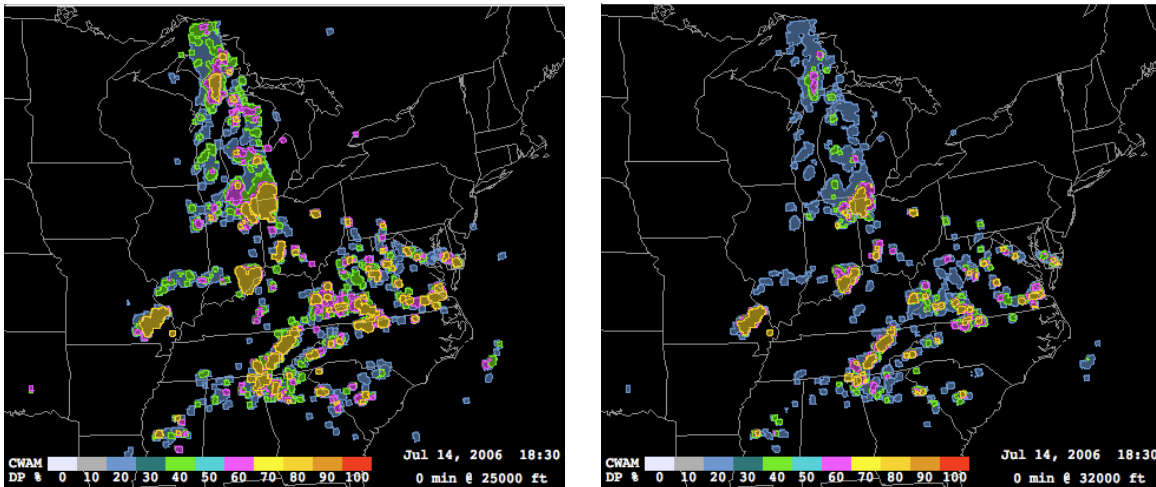 CWAM Jul 14, 2006 18:30
DP % 0 10 20 30 40 50 60 70 80 90 100 0 min @ 25000 ft
CWAM Jul 14, 2006 18:30
DP % 0 10 20 30 40 50 60 70 80 90 100 0 min @ 32000 ft